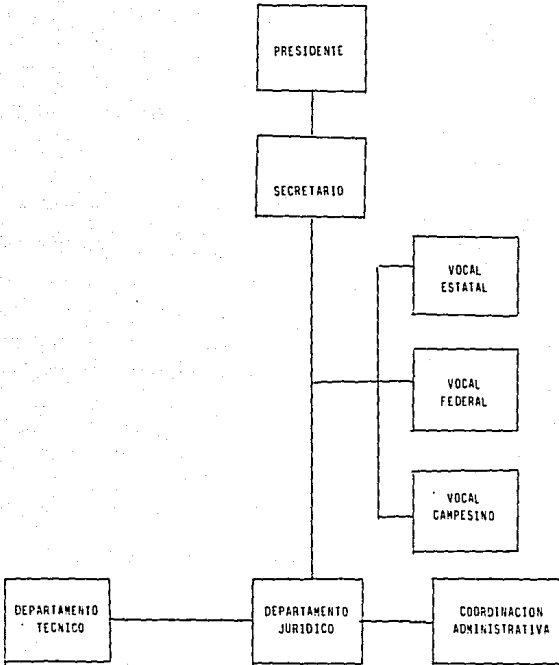 PRESIDENTE
SECRETARIO
VOCAL
ESTATAL
VOCAL
FEDERAL
VOCAL
CAMPESINO
DEPARTAMENTO
TECNICO
DEPARTAMENTO
JURIDICO
COORDINACION
ADMINISTRATIVA